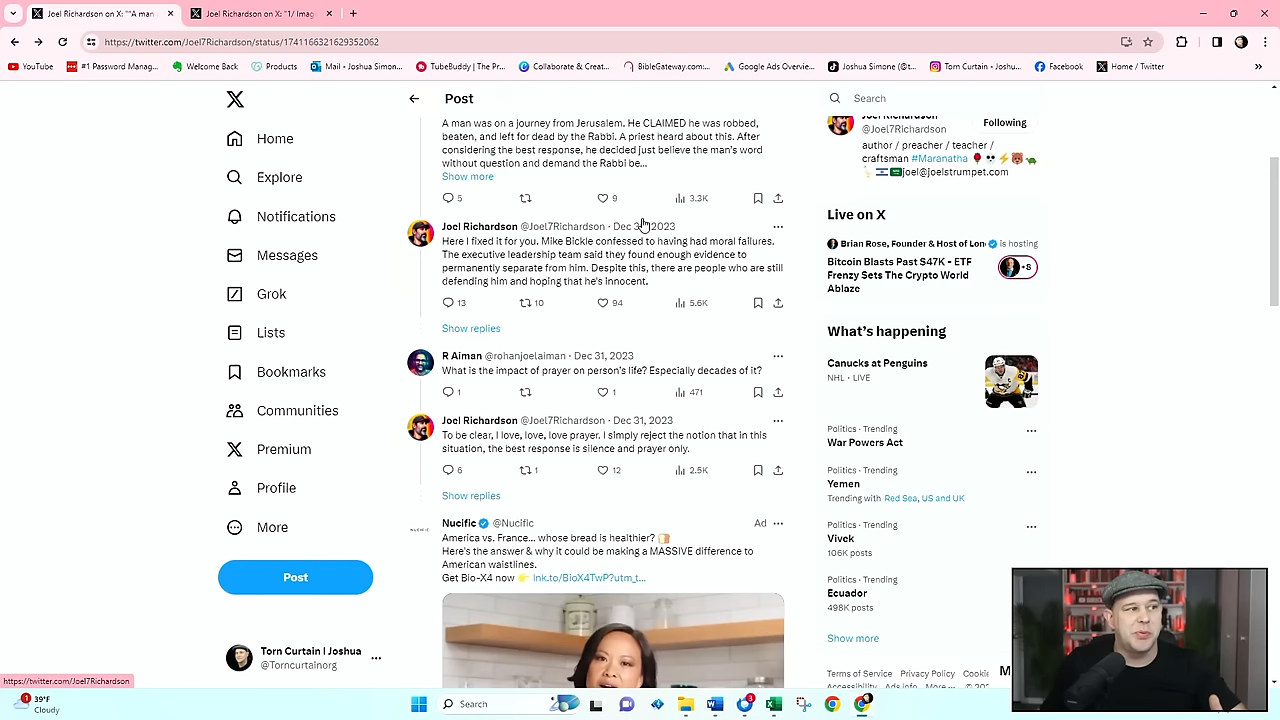 Joel Richardson on X: "A man
Joel Richardson on X: "1/ Imag
https://twitter.com/Joel7Richardson/status/1741166321629352062
YouTube
#1 Password Manag...
Welcome Back
Products
Mail • Joshua Simon...
TubeBuddy | The Pr...
Collaborate & Creat...
BibleGateway.com...
Google Ads Overvie...
Joshua Simone (@t...
Torn Curtain • Joshu...
Facebook
Home / Twitter
Home
Explore
Notifications
Messages
Grok
Lists
Bookmarks
Communities
Premium
Profile
More
Post
Torn Curtain | Joshua
@Torncurtainorg
Post
A man was on a journey from Jerusalem. He CLAIMED he was robbed,
beaten, and left for dead by the Rabbi. A priest heard about this. After
considering the best response, he decided just believe the man's word
without question and demand the Rabbi be...
Show more
5 9 3.3K
Joel Richardson @Joel7Richardson · Dec 31, 2023
Here I fixed it for you. Mike Bickle confessed to having had moral failures.
The executive leadership team said they found enough evidence to
permanently separate from him. Despite this, there are people who are still
defending him and hoping that he's innocent.
13 10 94 5.6K
Show replies
R Aiman @rohanjoelaiman · Dec 31, 2023
What is the impact of prayer on person's life? Especially decades of it?
1 1 471
Joel Richardson @Joel7Richardson · Dec 31, 2023
To be clear, I love, love, love prayer. I simply reject the notion that in this
situation, the best response is silence and prayer only.
6 1 12 2.5K
Show replies
NUCIFIC
Nucific @Nucific Ad
America vs. France... whose bread is healthier?
Here's the answer & why it could be making a MASSIVE difference to
American waistlines.
Get Bio-X4 now lnk.to/BioX4TwP?utm_t...
Search
@Joel7Richardson
Following
author / preacher / teacher /
craftsman #Maranatha
joel@joelstrumpet.com
Live on X
Brian Rose, Founder & Host of Lon is hosting
Bitcoin Blasts Past $47K - ETF
Frenzy Sets The Crypto World
Ablaze
+8
What's happening
Canucks at Penguins
NHL · LIVE
Politics · Trending
War Powers Act
Politics · Trending
Yemen
Trending with Red Sea, US and UK
Politics · Trending
Vivek
106K posts
Politics · Trending
Ecuador
498K posts
Show more
Terms of Service Privacy Policy Cookie
Accessibility Ads info More...
M
https://twitter.com/Joel7Richardson
1
39°F
Cloudy
Search
3